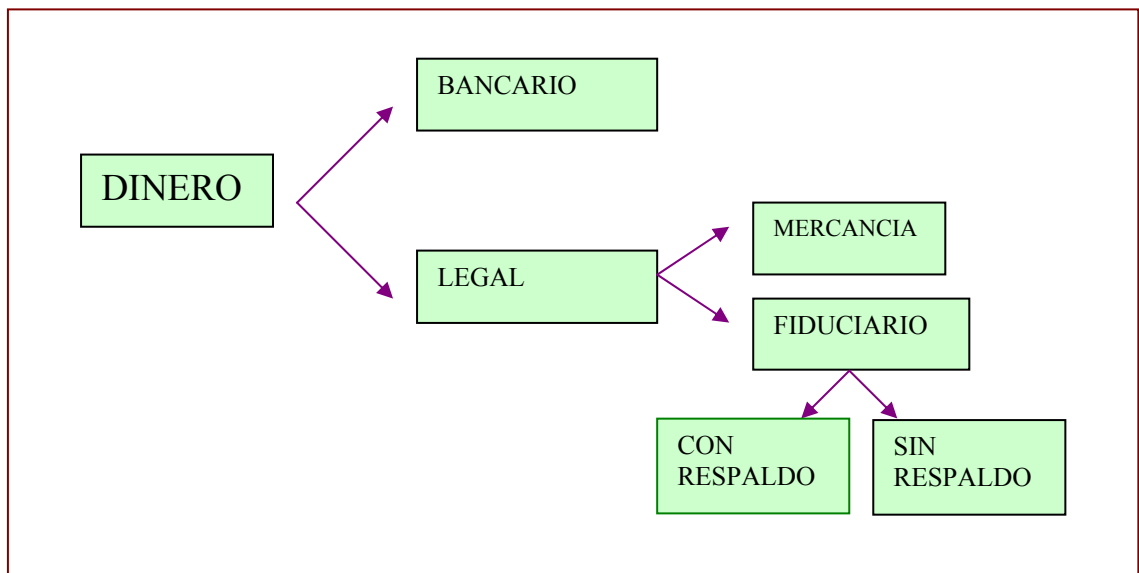 BANCARIO
DINERO
MERCANCIA
LEGAL
FIDUCIARIO
CON
RESPALDO
SIN
RESPALDO